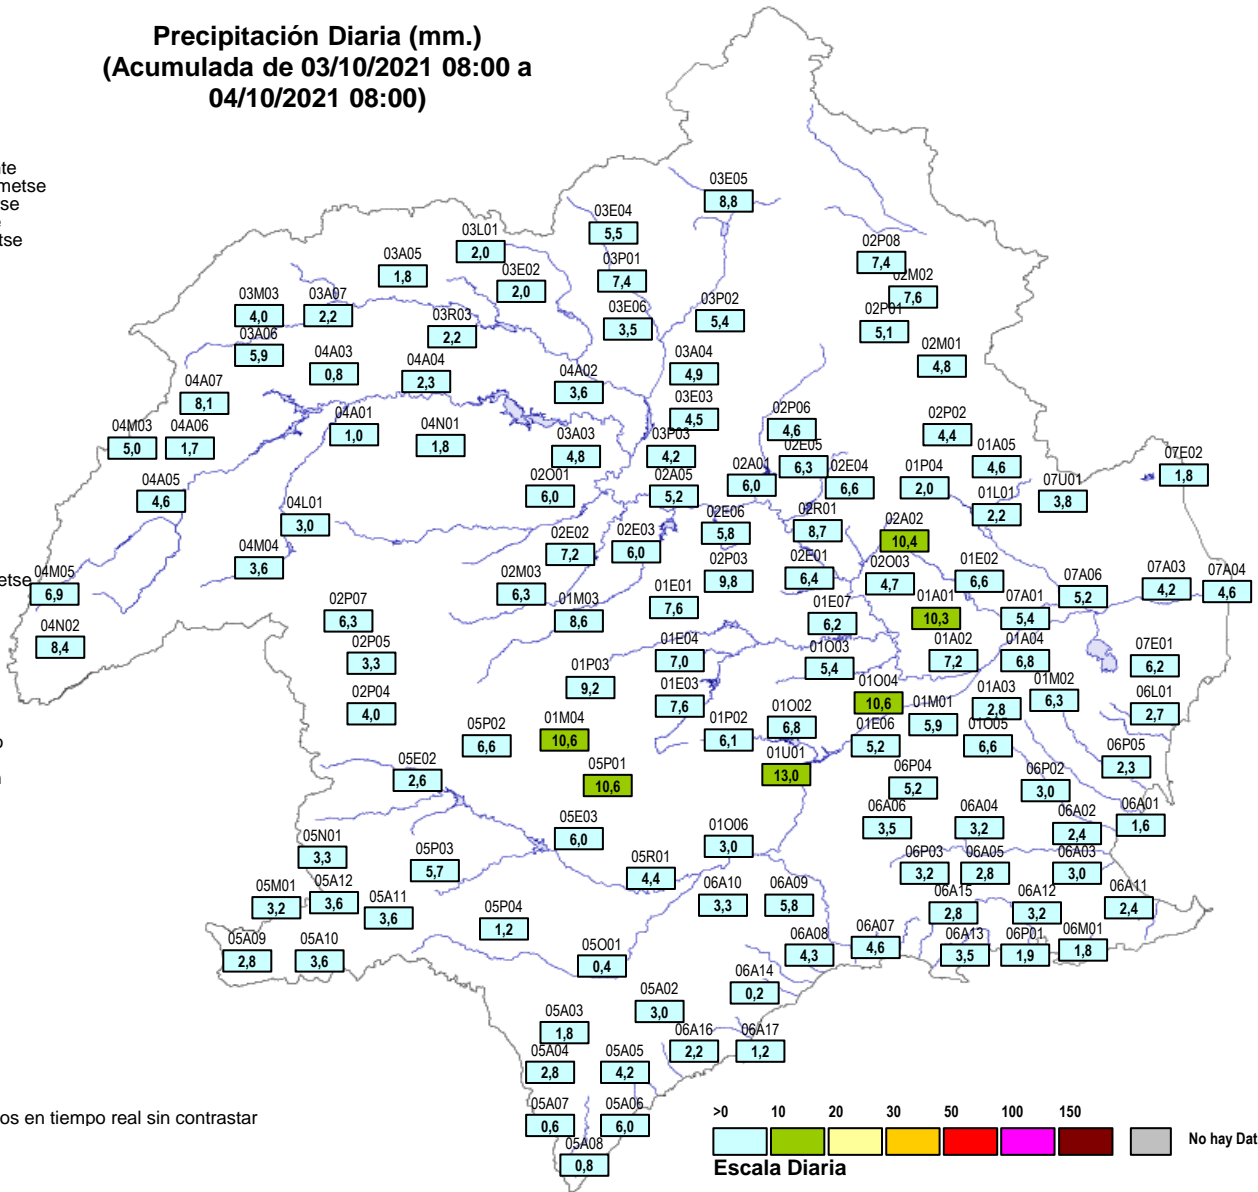 Precipitación Diaria (mm.)
(Acumulada de 03/10/2021 08:00 a
04/10/2021 08:00)
nte
metse
se
e
tse
03E05
8,8
03E04
5,5
03L01
2,0
02P08
7,4
03A05
1,8
03P01
7,4
03E02
2,0
02M02
7,6
03M03
4,0
03A07
2,2
03P02
5,4
03E06
3,5
02P01
5,1
03R03
2,2
03A06
5,9
02M01
4,8
04A03
0,8
04A04
2,3
03A04
4,9
04A02
3,6
04A07
8,1
03E03
4,5
04A01
1,0
02P06
4,6
02P02
4,4
04M03
5,0
04A06
1,7
04N01
1,8
03A03
4,8
03P03
4,2
02E05
6,3
01A05
4,6
07E02
1,8
02A01
6,0
02E04
6,6
01P04
2,0
07U01
3,8
04A05
4,6
02O01
6,0
02A05
5,2
01L01
2,2
04L01
3,0
02E06
5,8
02R01
8,7
02A02
10,4
02E02
7,2
02E03
6,0
04M04
3,6
02P03
9,8
02E01
6,4
02O03
4,7
01E02
6,6
07A03
4,2
07A04
4,6
07A06
5,2
metse
04M05
6,9
02M03
6,3
01E01
7,6
01M03
8,6
01E07
6,2
01A01
10,3
07A01
5,4
02P07
6,3
04N02
8,4
02P05
3,3
01E04
7,0
01O03
5,4
01A02
7,2
01A04
6,8
07E01
6,2
01P03
9,2
01E03
7,6
01O04
10,6
01A03
2,8
01M02
6,3
02P04
4,0
06L01
2,7
01M01
5,9
01O02
6,8
05P02
6,6
01M04
10,6
01P02
6,1
01E06
5,2
01O05
6,6
o
n
05E02
2,6
05P01
10,6
01U01
13,0
06P05
2,3
06P04
5,2
06P02
3,0
06A01
1,6
05E03
6,0
06A06
3,5
06A04
3,2
06A02
2,4
01O06
3,0
05N01
3,3
05P03
5,7
05R01
4,4
06P03
3,2
06A05
2,8
06A03
3,0
05M01
3,2
05A12
3,6
05A11
3,6
06A10
3,3
06A09
5,8
06A15
2,8
06A12
3,2
06A11
2,4
05P04
1,2
05A09
2,8
05A10
3,6
05O01
0,4
06A08
4,3
06A07
4,6
06A13
3,5
06P01
1,9
06M01
1,8
06A14
0,2
05A02
3,0
05A03
1,8
06A16
2,2
06A17
1,2
05A04
2,8
05A05
4,2
05A07
0,6
05A06
6,0
05A08
0,8
os en tiempo real sin contrastar
>0 10 20 30 50 100 150
No hay Dat
Escala Diaria